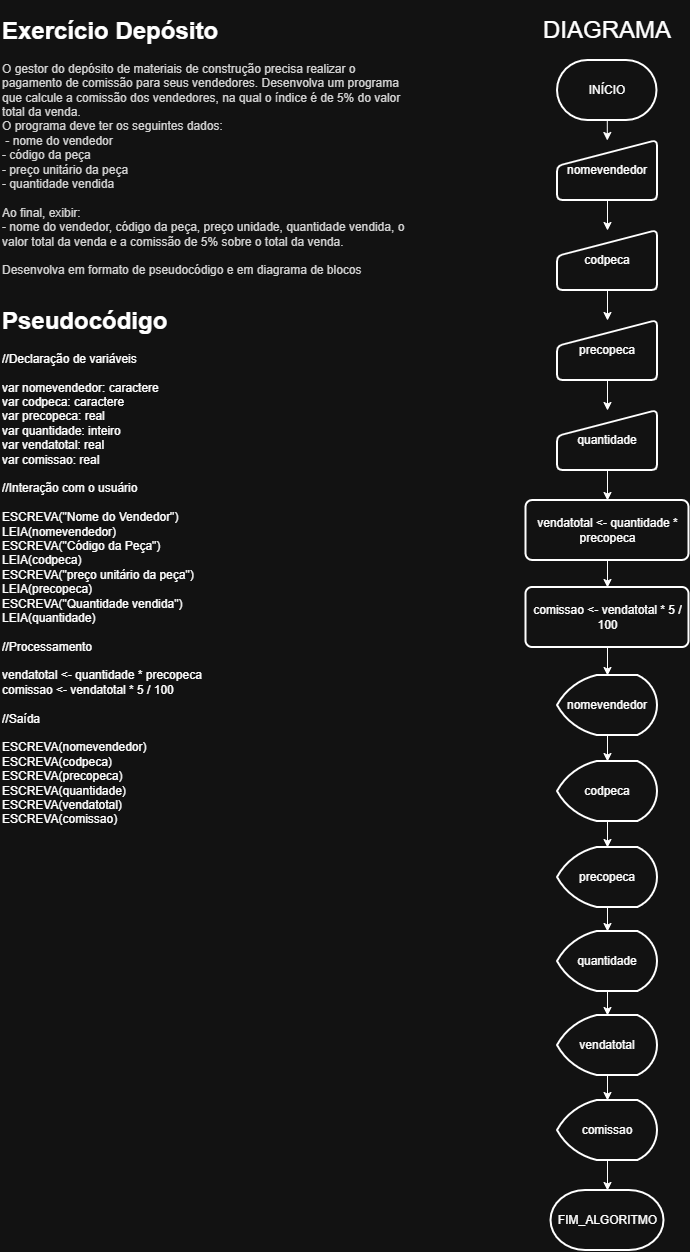 Exercício Depósito
O gestor do depósito de materiais de construção precisa realizar o
pagamento de comissão para seus vendedores. Desenvolva um programa
que calcule a comissão dos vendedores, na qual o índice é de 5% do valor
total da venda.
O programa deve ter os seguintes dados:
- nome do vendedor
- código da peça
- preço unitário da peça
- quantidade vendida
Ao final, exibir:
- nome do vendedor, código da peça, preço unidade, quantidade vendida, o
valor total da venda e a comissão de 5% sobre o total da venda.
Desenvolva em formato de pseudocódigo e em diagrama de blocos
Pseudocódigo
//Declaração de variáveis
var nomevendedor: caractere
var codpeca: caractere
var precopeca: real
var quantidade: inteiro
var vendatotal: real
var comissao: real
//Interação com o usuário
ESCREVA("Nome do Vendedor")
LEIA(nomevendedor)
ESCREVA("Código da Peça")
LEIA(codpeca)
ESCREVA("preço unitário da peça")
LEIA(precopeca)
ESCREVA("Quantidade vendida")
LEIA(quantidade)
//Processamento
vendatotal <- quantidade * precopeca
comissao <- vendatotal * 5 / 100
//Saída
ESCREVA(nomevendedor)
ESCREVA(codpeca)
ESCREVA(precopeca)
ESCREVA(quantidade)
ESCREVA(vendatotal)
ESCREVA(comissao)
DIAGRAMA
INÍCIO
nomevendedor
codpeca
precopeca
quantidade
vendatotal <- quantidade *
precopeca
comissao <- vendatotal * 5 /
100
nomevendedor
codpeca
precopeca
quantidade
vendatotal
comissao
FIM_ALGORITMO